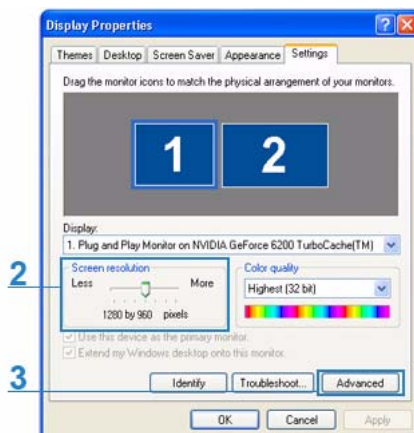 Display Properties
Themes Desktop Screen Saver Appearance Settings
Drag the monitor icons to match the physical arrangement of your monitors.
1 2
Display:
1. Plug and Play Monitor on NVIDIA GeForce 6200 TurboCache(TM)
2
Screen resolution
Less More
1280 by 960 pixels
Color quality
Highest (32 bit)
Use this device as the primary monitor.
Extend my Windows desktop onto this monitor.
3
Identify Troubleshoot... Advanced
OK Cancel Apply